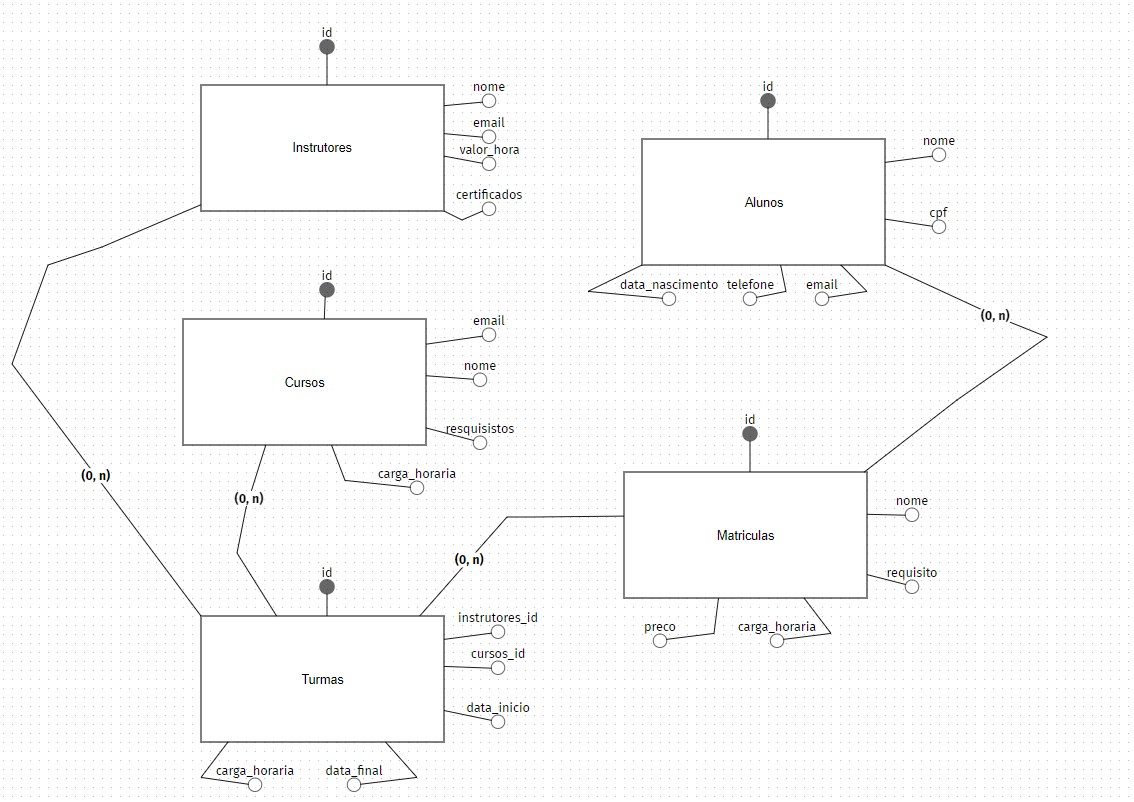 id
nome
email
valor_hora
certificados
Instrutores
id
nome
cpf
Alunos
data_nascimento
telefone
email
(0, n)
id
email
nome
resquisistos
carga_horaria
Cursos
(0, n)
(0, n)
(0, n)
id
nome
requisito
Matriculas
preco
carga_horaria
id
instrutores_id
cursos_id
data_inicio
Turmas
carga_horaria
data_final